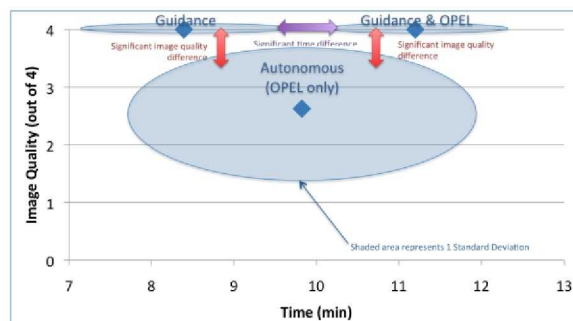 Guidance
Guidance & OPEL
Significant image quality
difference
Significant time difference
Significant image quality
difference
Autonomous
(OPEL only)
Shaded area represents 1 Standard Deviation
Image Quality (out of 4)
4
3
2
1
0
7 8 9 10 11 12 13
Time (min)